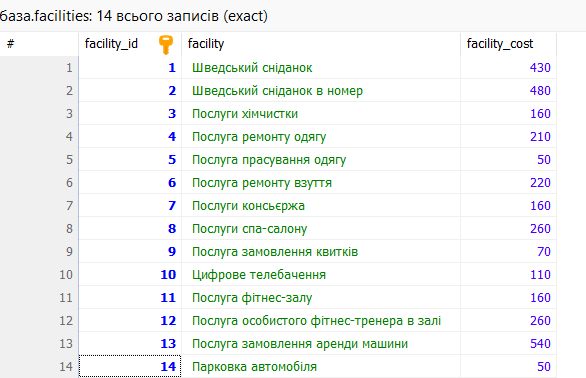 база.facilities: 14 всього записів (exact)
# facility_id facility facility_cost
1 1 Шведський сніданок 430
2 2 Шведський сніданок в номер 480
3 3 Послуги хімчистки 160
4 4 Послуга ремонту одягу 210
5 5 Послуга прасування одягу 50
6 6 Послуга ремонту взуття 220
7 7 Послуги консьєржа 160
8 8 Послуги спа-салону 260
9 9 Послуга замовлення квитків 70
10 10 Цифрове телебачення 110
11 11 Послуга фітнес-залу 160
12 12 Послуга особистого фітнес-тренера в залі 260
13 13 Послуга замовлення аренди машини 540
14 14 Парковка автомобіля 50